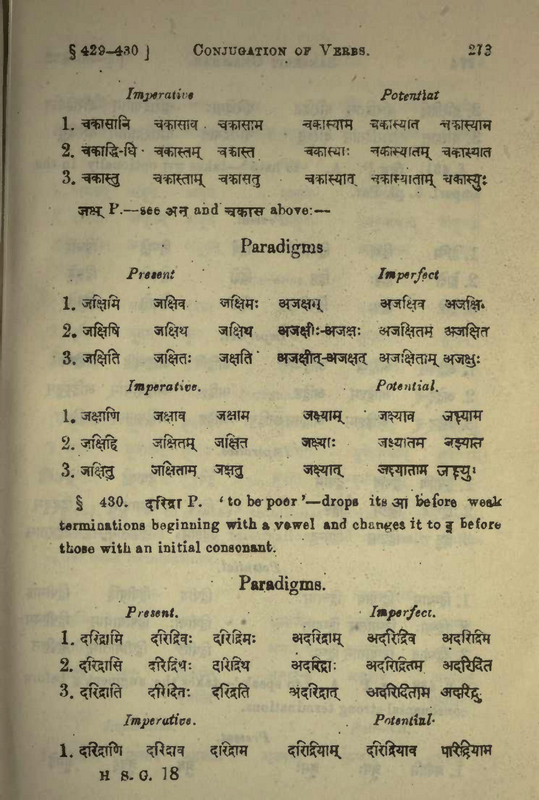 § 429–430 ] CONJUGATION OF VERBS. 273
Imperative Potential
1. चकासानि चकासाव चकासाम चकास्याम् चकास्याव चकास्याम
2. चकाद्धि-धि चकास्तम् चकास्त चकास्याः चकास्यातम् चकास्यात
3. चकास्तु चकास्ताम् चकासतु चकास्यात् चकास्याताम् चकास्युः
जक्ष् P.—see अन् and चकास above:—
Paradigms
Present Imperfect
1. जक्षिमि जक्षिव जक्षिमः अजक्षम् अजक्षिव अजक्षि
2. जक्षिषि जक्षिथ जक्षिथ अजक्षीः-अजक्षः अजक्षितम अजक्षित
3. जक्षिति जक्षितः जक्षति अजक्षीत्-अजक्षत् अजक्षिताम् अजक्षुः
Imperative. Potential.
1. जक्षाणि जक्षाव जक्षाम जक्ष्याम् जक्ष्याव जक्ष्याम
2. जक्षिहि जक्षितम् जक्षित जक्ष्याः जक्ष्यातम जक्ष्यात
3. जक्षितु जक्षिताम् जक्षतु जक्ष्यात् जक्ष्याताम जक्ष्युः
§ 430. दरिद्रा P. ‘to be poor’—drops its आ before weak
terminations beginning with a vowel and changes it to इ before
those with an initial consonant.
Paradigms.
Present. Imperfect.
1. दरिद्रामि दरिद्रिवः दरिद्रिमः अदरिद्राम् अदरिद्रिव अदरिद्रिम
2. दरिद्रासि दरिद्रिथः दरिद्रिथ अदरिद्राः अदरिद्रितम अदरिद्रित
3. दरिद्राति दरिद्रितः दरिद्रति अदरिद्रात् अदरिद्रिताम अदरिद्रु
Imperative. Potential.
1. दरिद्राणि दरिद्राव दरिद्राम दरिद्रियाम् दरिद्रियाव दरिद्रियाम
H S. G. 18